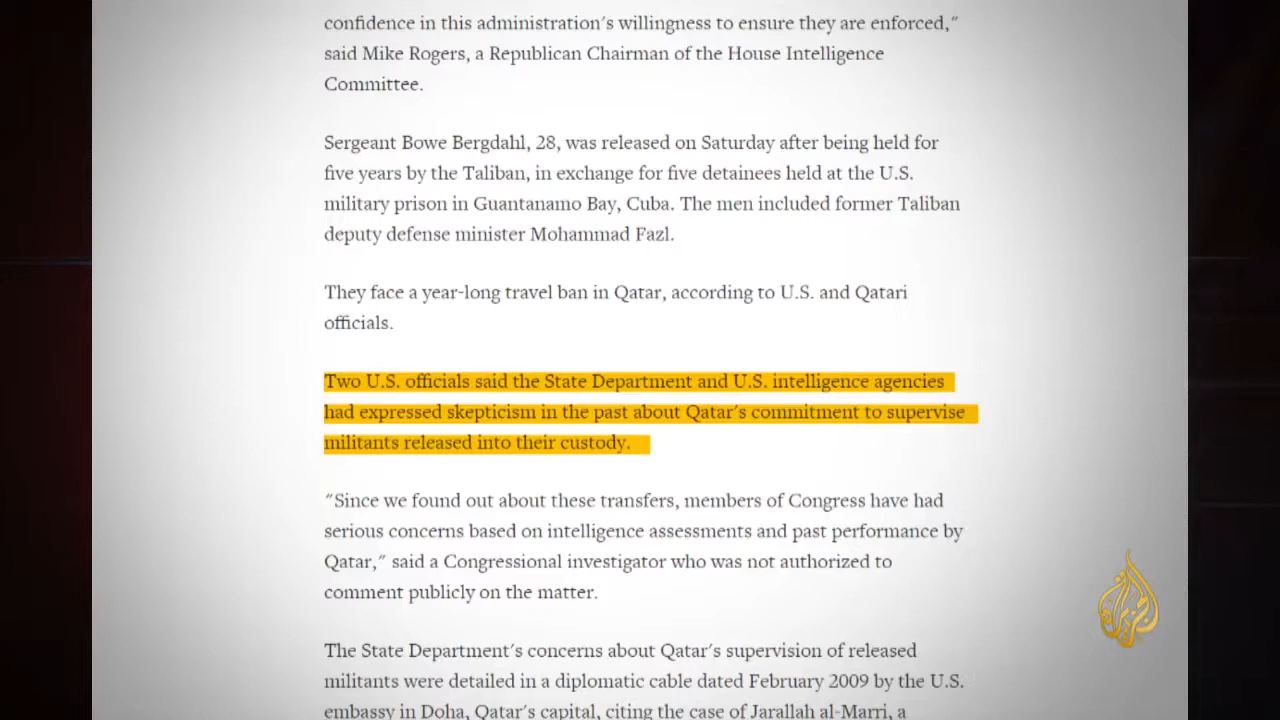 confidence in this administration's willingness to ensure they are enforced,"
said Mike Rogers, a Republican Chairman of the House Intelligence
Committee.
Sergeant Bowe Bergdahl, 28, was released on Saturday after being held for
five years by the Taliban, in exchange for five detainees held at the U.S.
military prison in Guantanamo Bay, Cuba. The men included former Taliban
deputy defense minister Mohammad Fazl.
They face a year-long travel ban in Qatar, according to U.S. and Qatari
officials.
Two U.S. officials said the State Department and U.S. intelligence agencies
had expressed skepticism in the past about Qatar's commitment to supervise
militants released into their custody.
"Since we found out about these transfers, members of Congress have had
serious concerns based on intelligence assessments and past performance by
Qatar," said a Congressional investigator who was not authorized to
comment publicly on the matter.
The State Department's concerns about Qatar's supervision of released
militants were detailed in a diplomatic cable dated February 2009 by the U.S.
embassy in Doha, Qatar's capital, citing the case of Jarallah al-Marri, a
الجزيرة